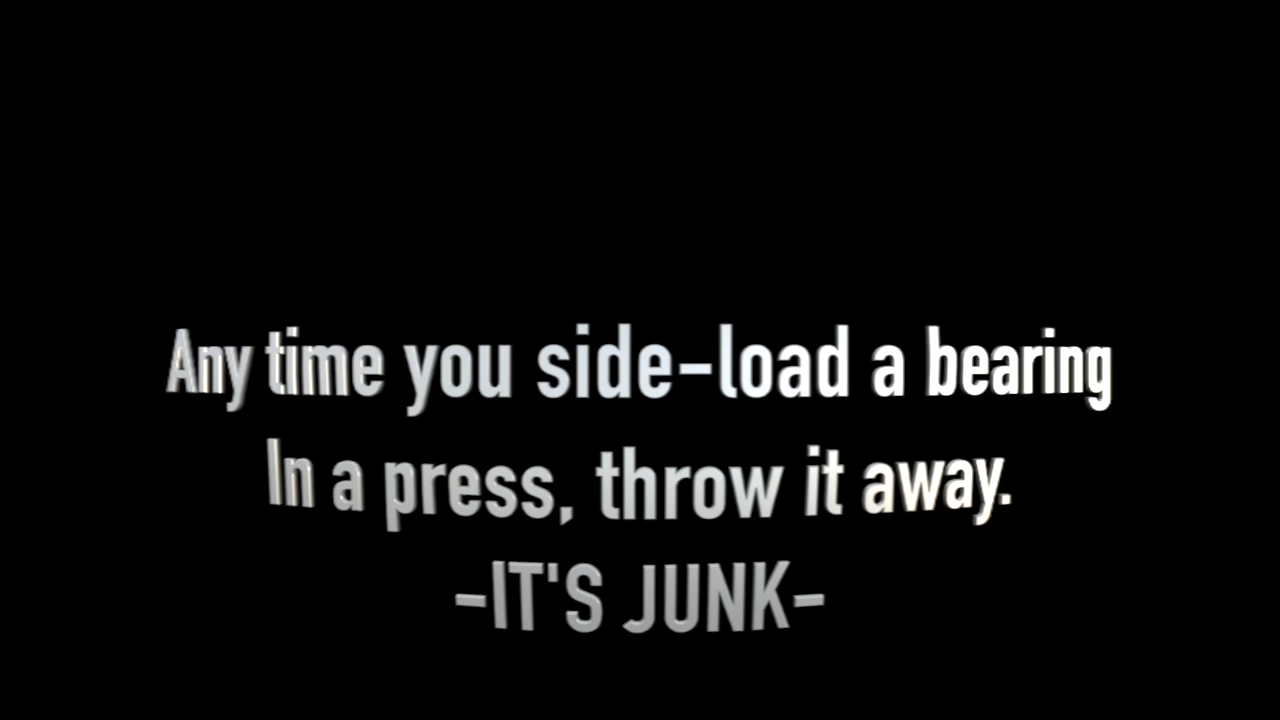 Any time you side-load a bearing
In a press, throw it away.
-IT'S JUNK-